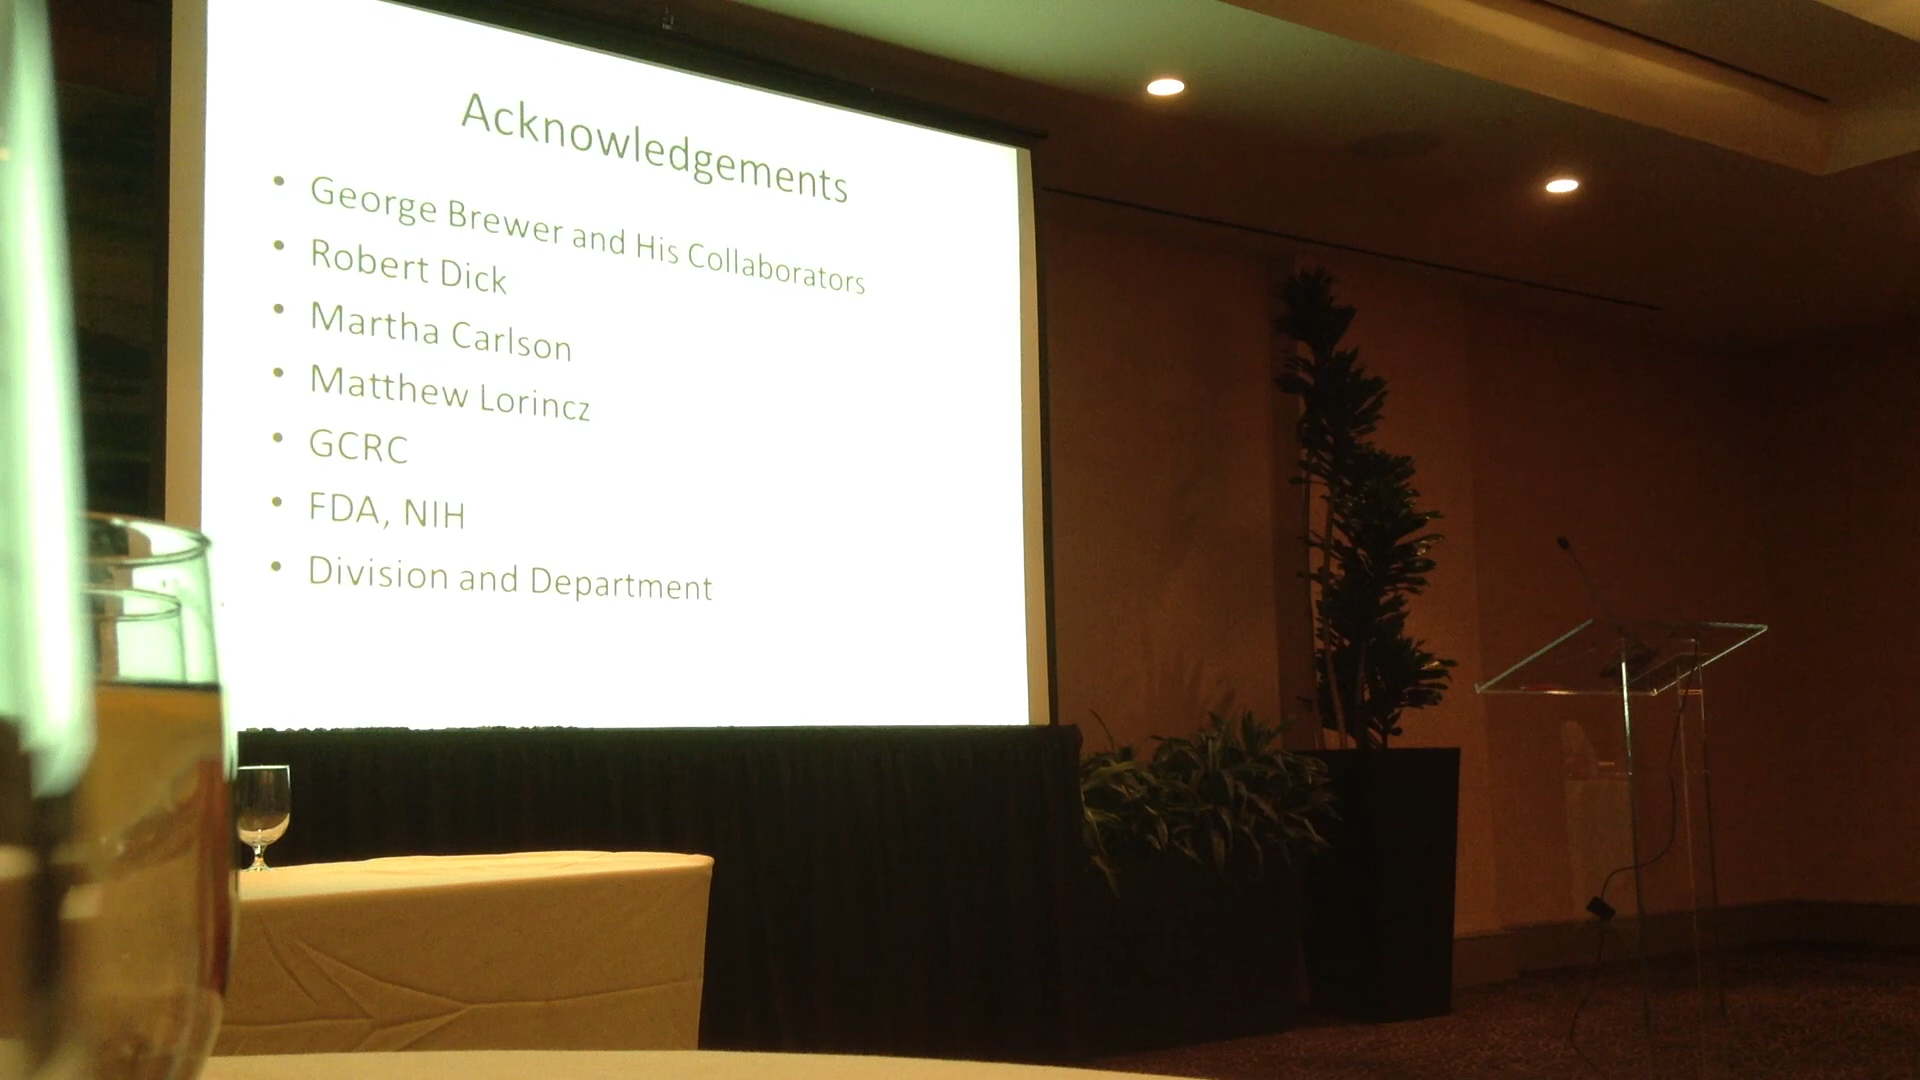 Acknowledgements
• George Brewer and His Collaborators
• Robert Dick
• Martha Carlson
• Matthew Lorincz
• GCRC
• FDA, NIH
• Division and Department